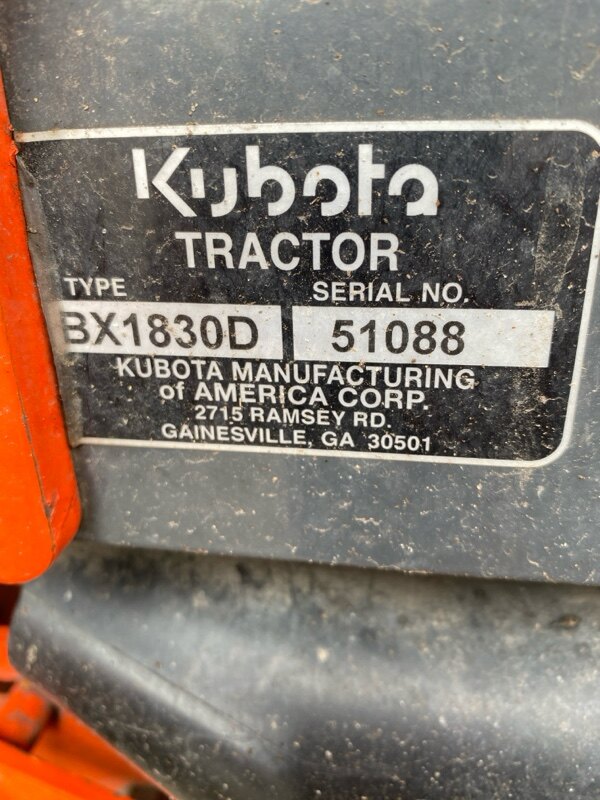 Kubota
TRACTOR
TYPE SERIAL NO.
BX1830D 51088
KUBOTA MANUFACTURING
of AMERICA CORP.
2715 RAMSEY RD.
GAINESVILLE, GA 30501